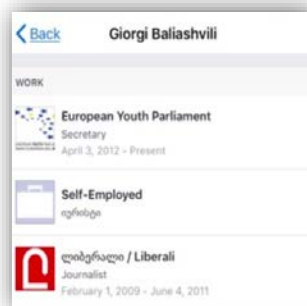 Back
Giorgi Baliashvili
WORK
European Youth Parliament
Secretary
April 3, 2012 - Present
Self-Employed
იურისტი
ლიბერალი / Liberali
Journalist
February 1, 2009 - June 4, 2011